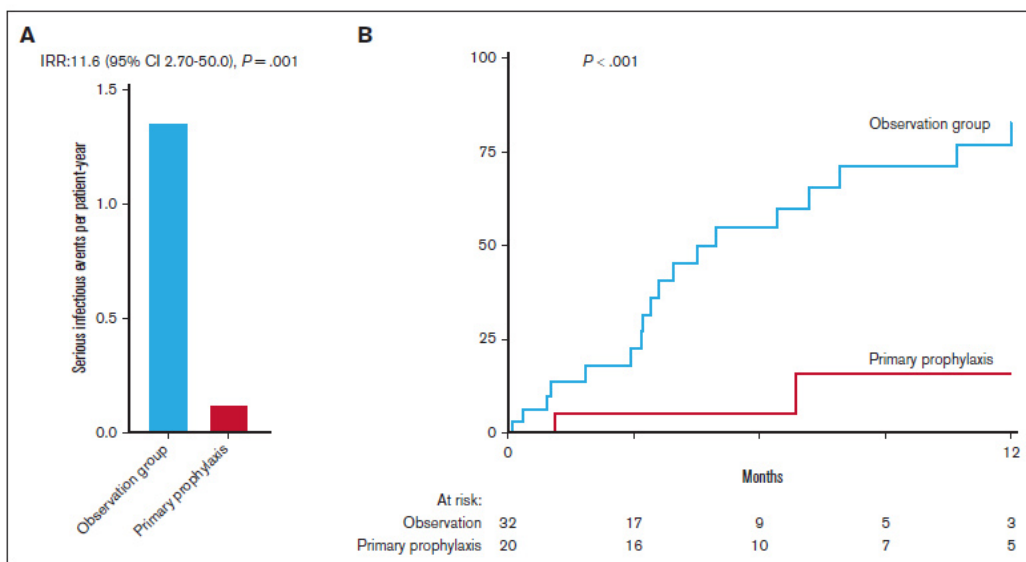 A
IRR:11.6 (95% CI 2.70-50.0), P = .001
Serious infectious events per patient-year
1.5
1.0
0.5
0.0
Observation group
Primary prophylaxis
B
P < .001
100
75
50
25
0
Observation group
Primary prophylaxis
0 12
Months
At risk:
Observation 32 17 9 5 3
Primary prophylaxis 20 16 10 7 5